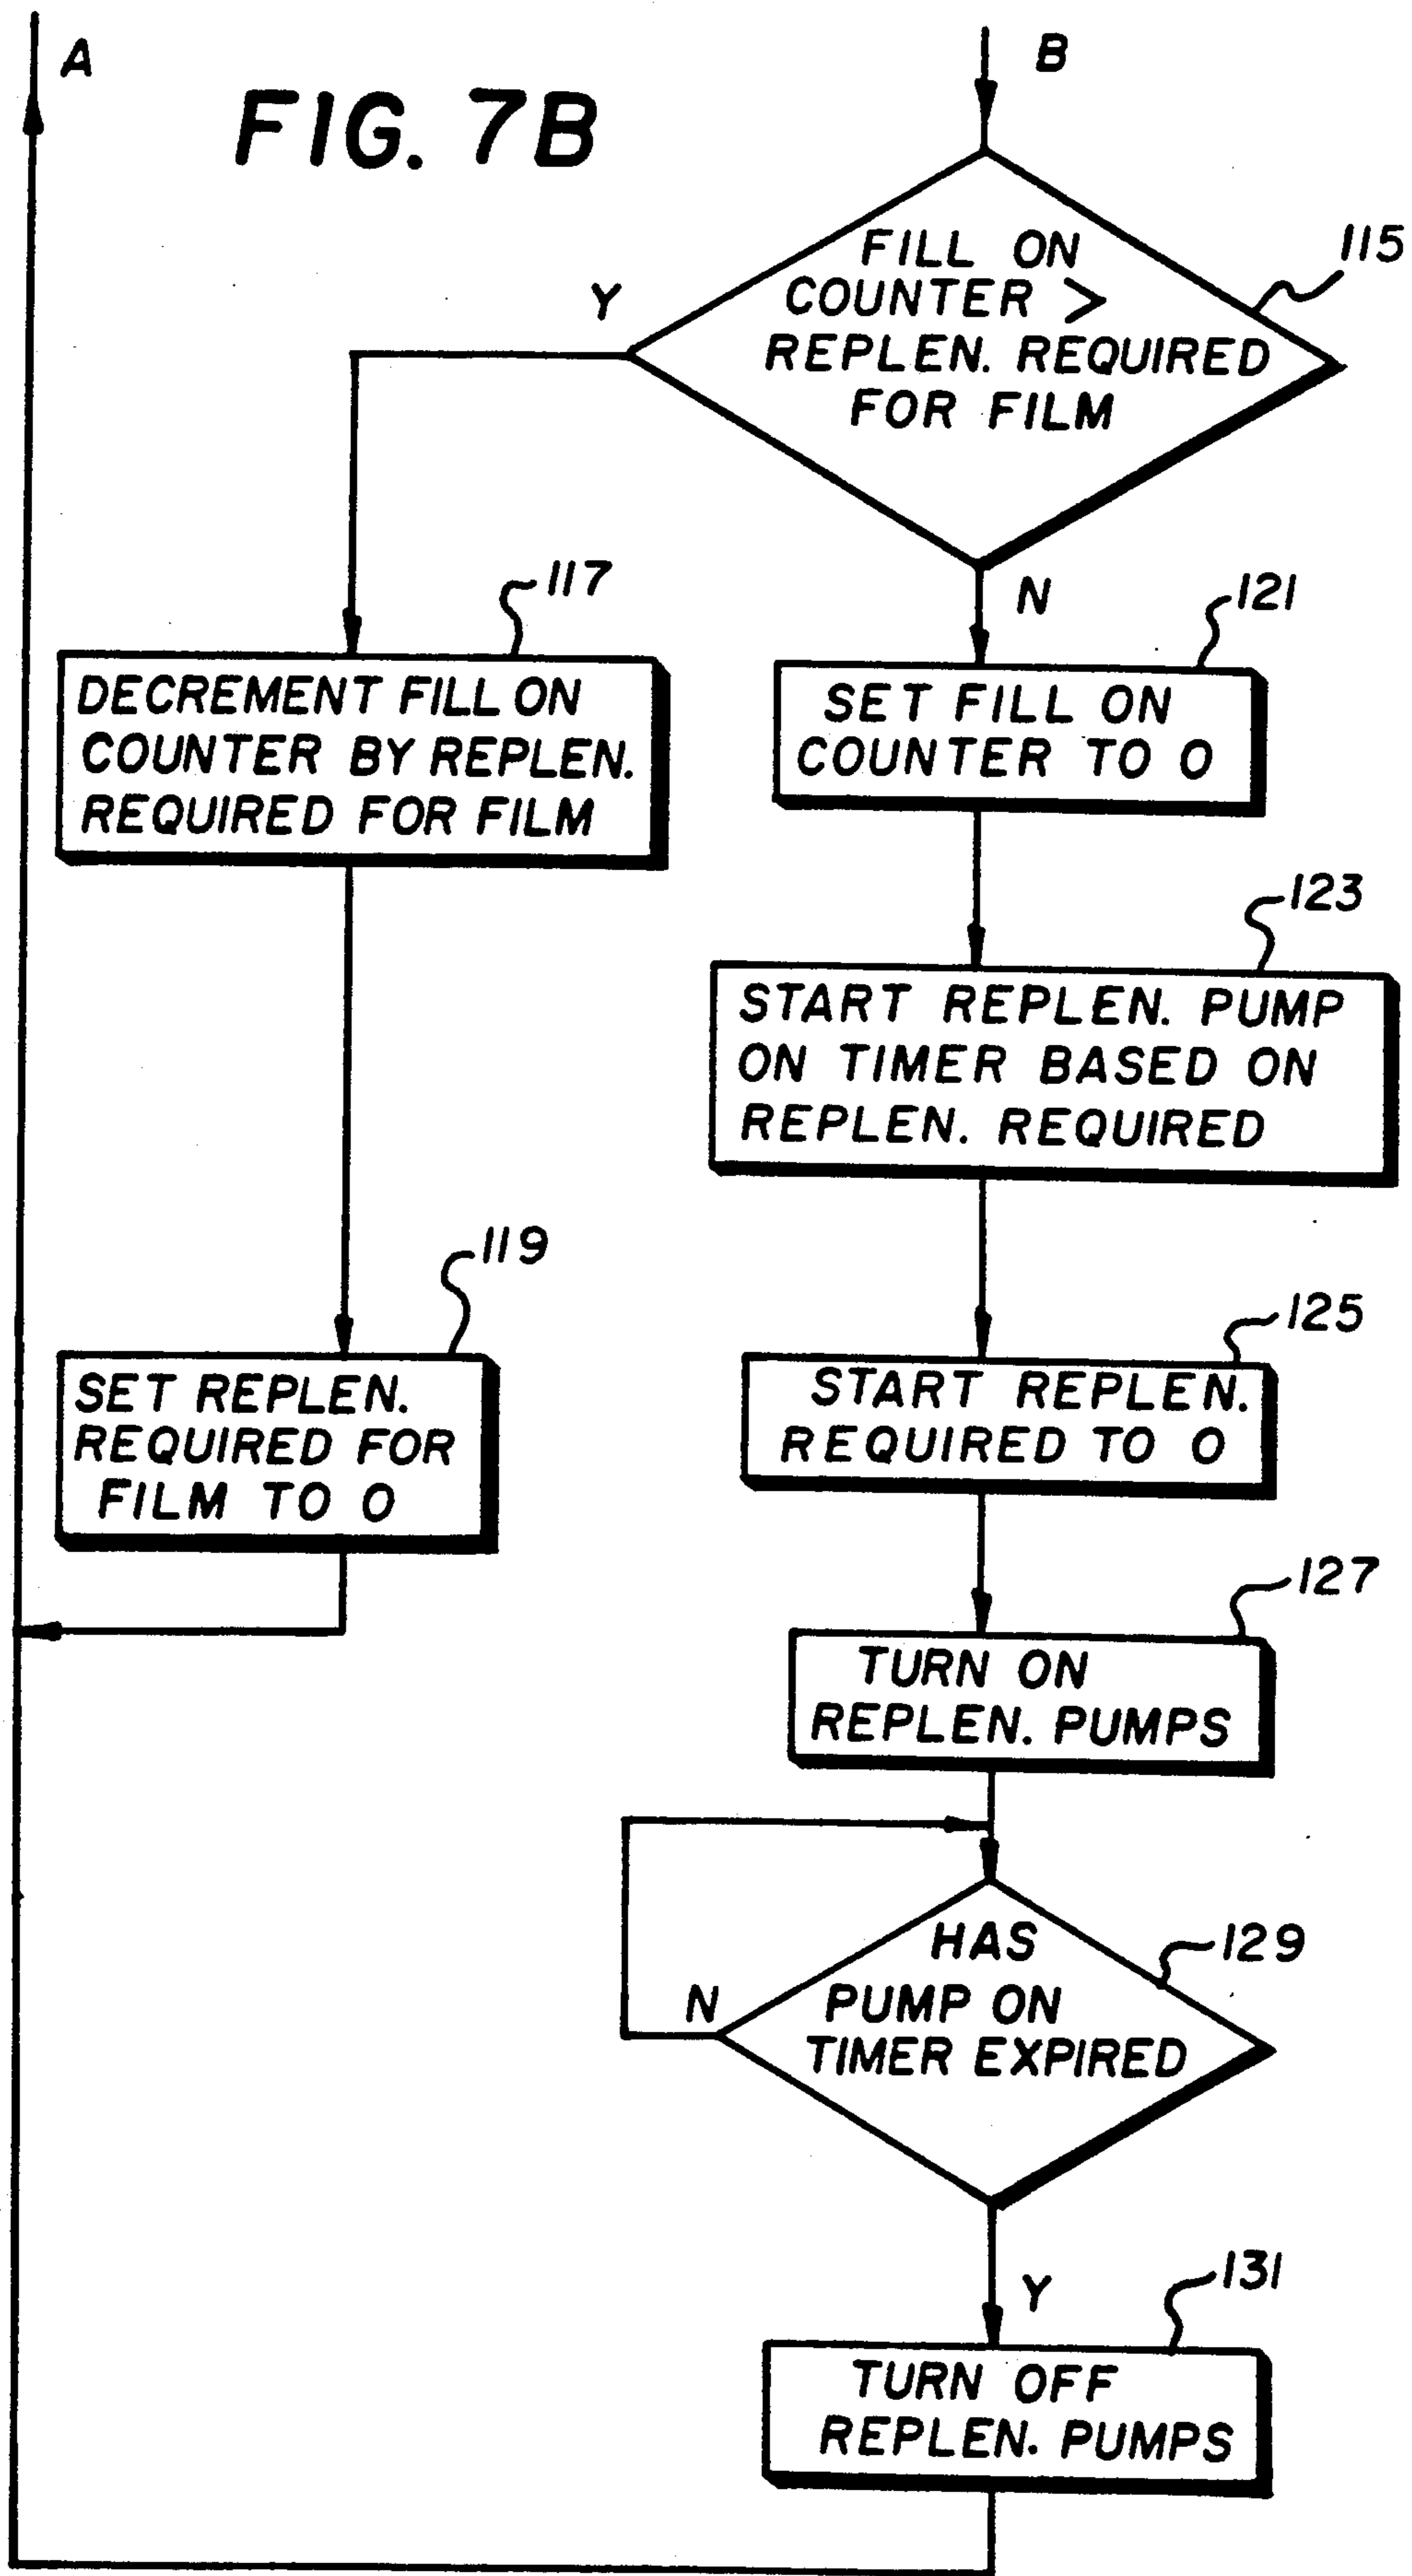 A
B
FIG. 7B
FILL ON
COUNTER >
REPLEN. REQUIRED
FOR FILM
115
Y
N
117
DECREMENT FILL ON
COUNTER BY REPLEN.
REQUIRED FOR FILM
121
SET FILL ON
COUNTER TO 0
123
START REPLEN. PUMP
ON TIMER BASED ON
REPLEN. REQUIRED
119
SET REPLEN.
REQUIRED FOR
FILM TO 0
125
START REPLEN.
REQUIRED TO 0
127
TURN ON
REPLEN. PUMPS
129
HAS
PUMP ON
TIMER EXPIRED
N
Y
131
TURN OFF
REPLEN. PUMPS